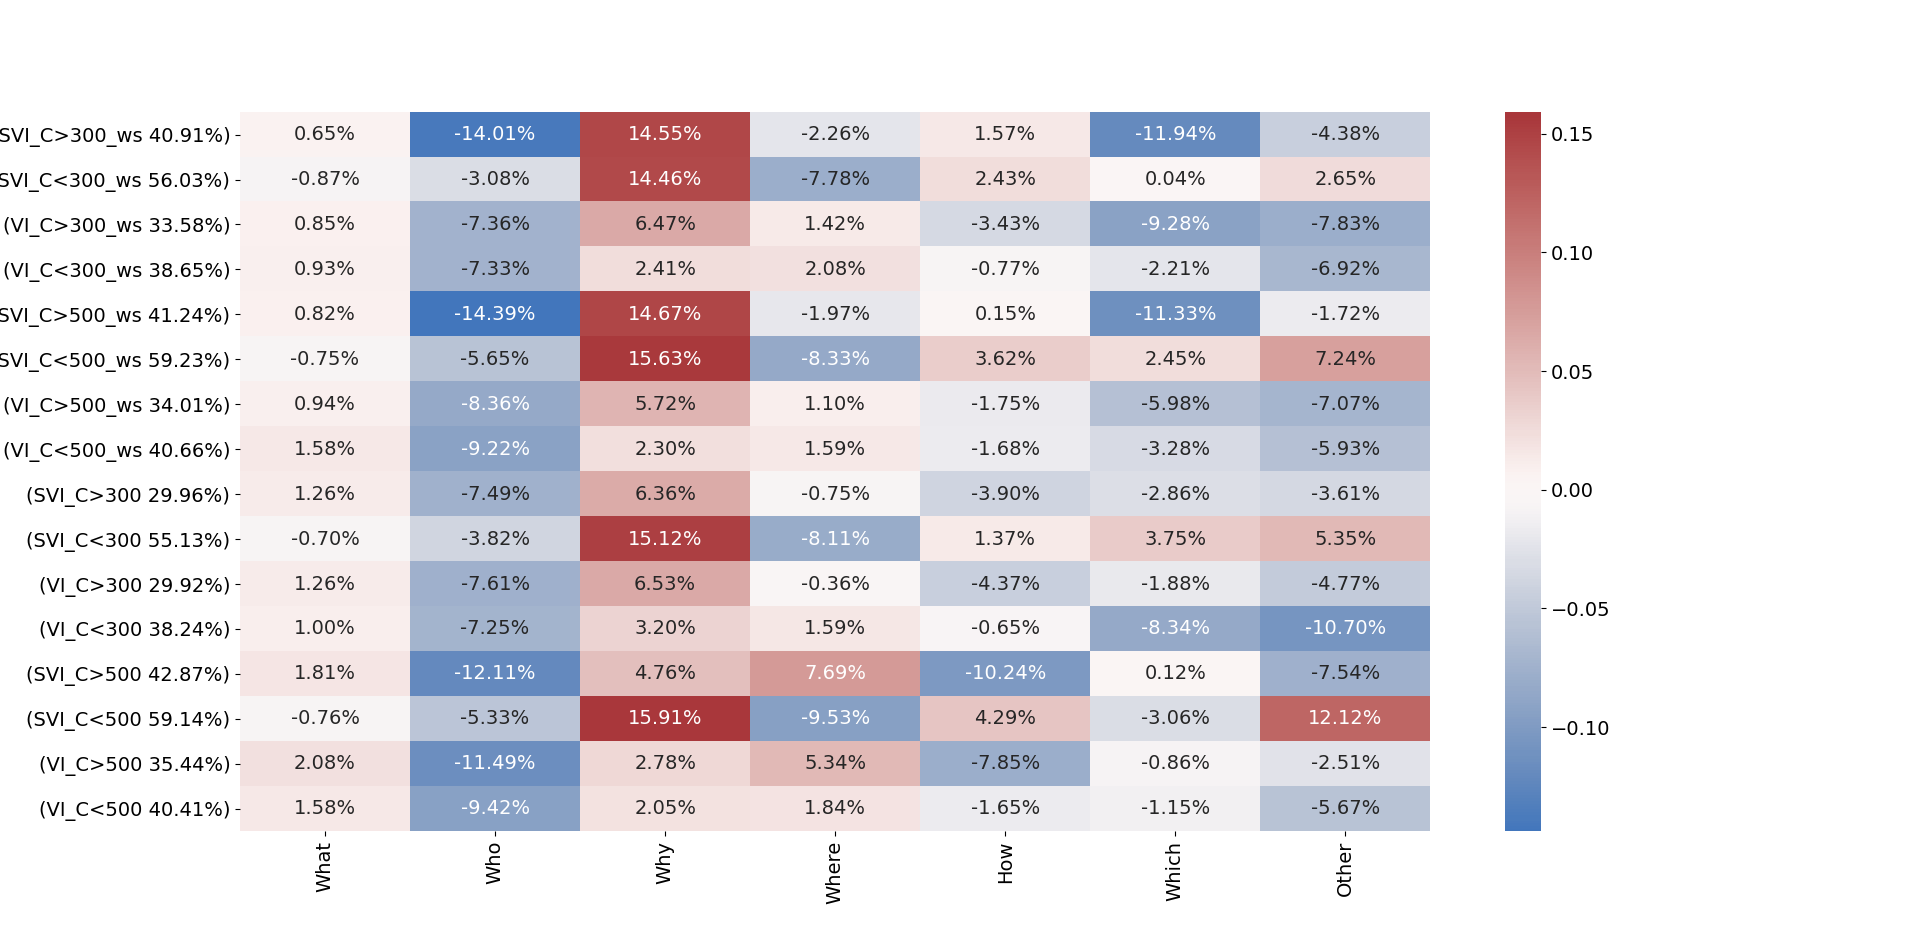 SVI_C>300_ws 40.91%) 0.65% -14.01% 14.55% -2.26% 1.57% -11.94% -4.38%
SVI_C<300_ws 56.03%) -0.87% -3.08% 14.46% -7.78% 2.43% 0.04% 2.65%
(VI_C>300_ws 33.58%) 0.85% -7.36% 6.47% 1.42% -3.43% -9.28% -7.83%
(VI_C<300_ws 38.65%) 0.93% -7.33% 2.41% 2.08% -0.77% -2.21% -6.92%
SVI_C>500_ws 41.24%) 0.82% -14.39% 14.67% -1.97% 0.15% -11.33% -1.72%
SVI_C<500_ws 59.23%) -0.75% -5.65% 15.63% -8.33% 3.62% 2.45% 7.24%
(VI_C>500_ws 34.01%) 0.94% -8.36% 5.72% 1.10% -1.75% -5.98% -7.07%
(VI_C<500_ws 40.66%) 1.58% -9.22% 2.30% 1.59% -1.68% -3.28% -5.93%
(SVI_C>300 29.96%) 1.26% -7.49% 6.36% -0.75% -3.90% -2.86% -3.61%
(SVI_C<300 55.13%) -0.70% -3.82% 15.12% -8.11% 1.37% 3.75% 5.35%
(VI_C>300 29.92%) 1.26% -7.61% 6.53% -0.36% -4.37% -1.88% -4.77%
(VI_C<300 38.24%) 1.00% -7.25% 3.20% 1.59% -0.65% -8.34% -10.70%
(SVI_C>500 42.87%) 1.81% -12.11% 4.76% 7.69% -10.24% 0.12% -7.54%
(SVI_C<500 59.14%) -0.76% -5.33% 15.91% -9.53% 4.29% -3.06% 12.12%
(VI_C>500 35.44%) 2.08% -11.49% 2.78% 5.34% -7.85% -0.86% -2.51%
(VI_C<500 40.41%) 1.58% -9.42% 2.05% 1.84% -1.65% -1.15% -5.67%
What Who Why Where How Which Other
0.15
0.10
0.05
0.00
−0.05
−0.10